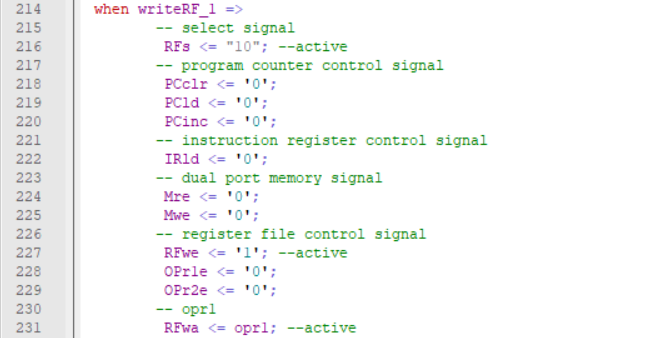 214 when writeRF_1 =>
215 -- select signal
216 RFs <= "10"; --active
217 -- program counter control signal
218 PCclr <= '0';
219 PCld <= '0';
220 PCinc <= '0';
221 -- instruction register control signal
222 IRld <= '0';
223 -- dual port memory signal
224 Mre <= '0';
225 Mwe <= '0';
226 -- register file control signal
227 RFwe <= '1'; --active
228 OPr1e <= '0';
229 OPr2e <= '0';
230 -- opr1
231 RFwa <= opr1; --active